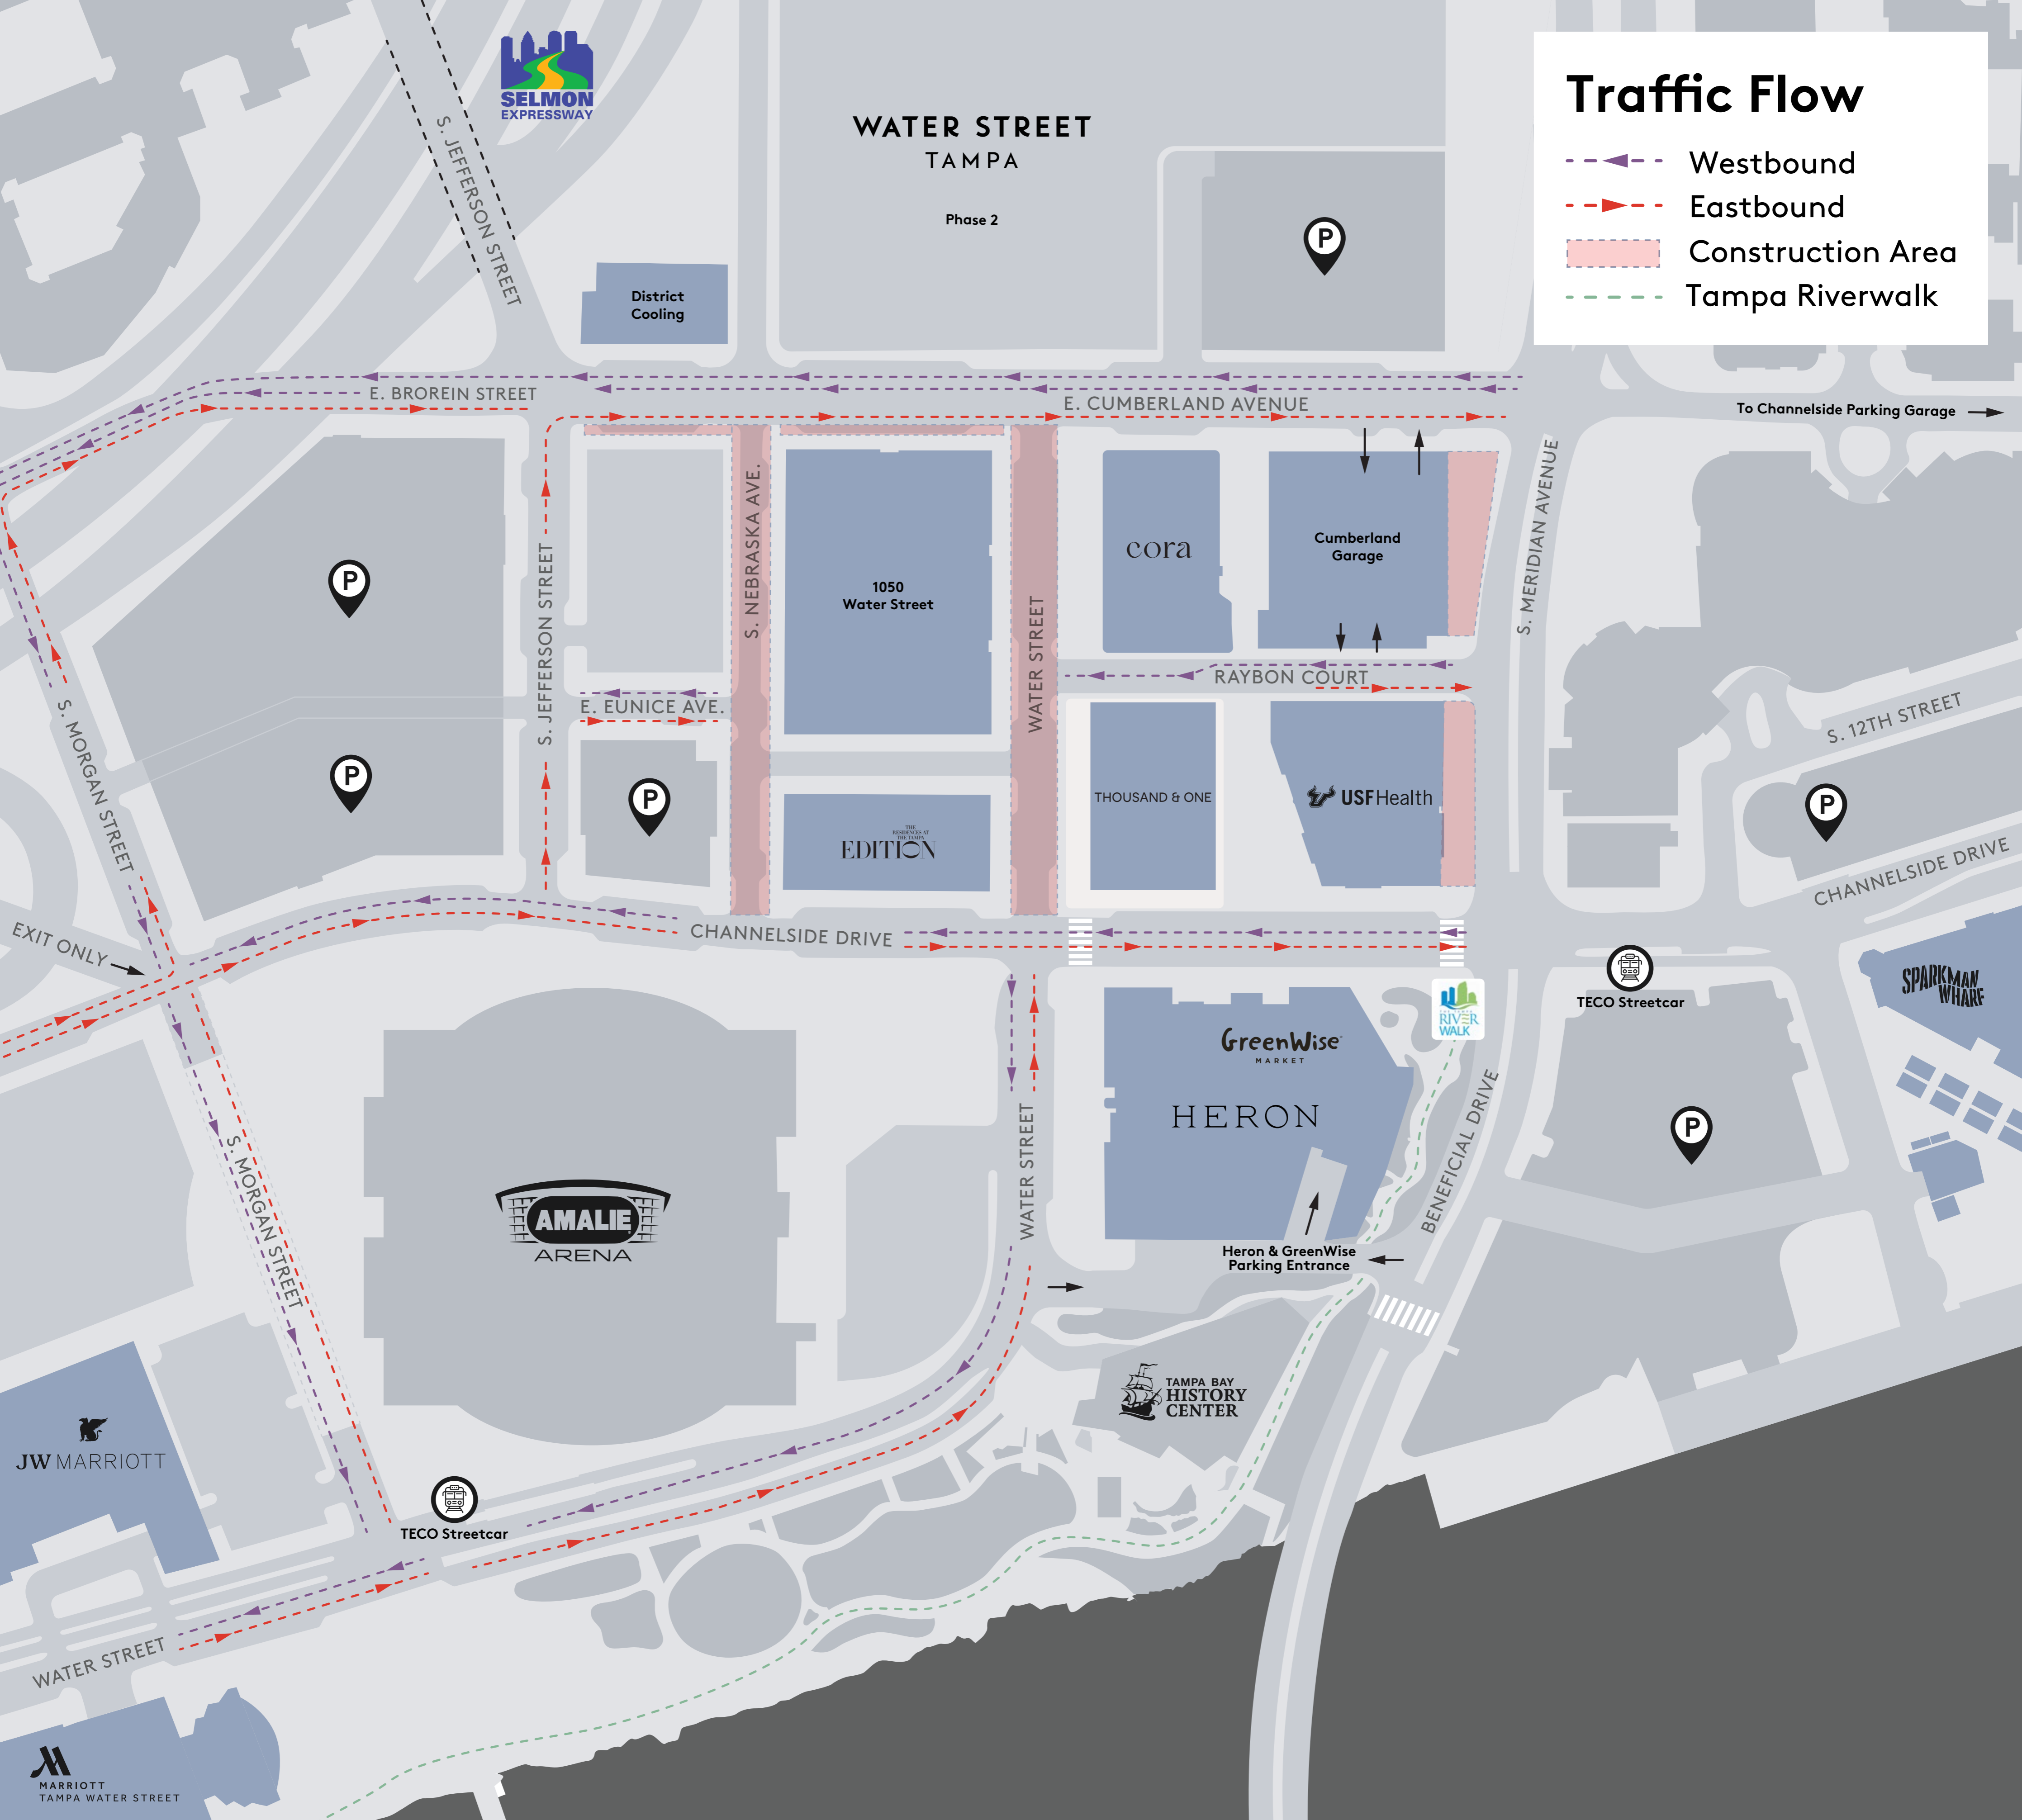 Traffic Flow
Westbound
Eastbound
Construction Area
Tampa Riverwalk
SELMON
EXPRESSWAY
S. JEFFERSON STREET
WATER STREET
TAMPA
Phase 2
P
District
Cooling
E. BROREIN STREET
E. CUMBERLAND AVENUE
To Channelside Parking Garage
S. NEBRASKA AVE.
S. MERIDIAN AVENUE
cora
Cumberland
Garage
P
1050
Water Street
S. JEFFERSON STREET
WATER STREET
RAYBON COURT
E. EUNICE AVE.
S. MORGAN STREET
S. 12TH STREET
P
P
P
THOUSAND & ONE
USF Health
THE
RESIDENCES AT
THE TAMPA
EDITION
CHANNELSIDE DRIVE
EXIT ONLY
CHANNELSIDE DRIVE
TECO Streetcar
SPARKMAN
WHARF
RIVER
WALK
GreenWise
MARKET
HERON
BENEFICIAL DRIVE
P
WATER STREET
S. MORGAN STREET
AMALIE
ARENA
Heron & GreenWise
Parking Entrance
TAMPA BAY
HISTORY
CENTER
JW MARRIOTT
TECO Streetcar
WATER STREET
MARRIOTT
TAMPA WATER STREET